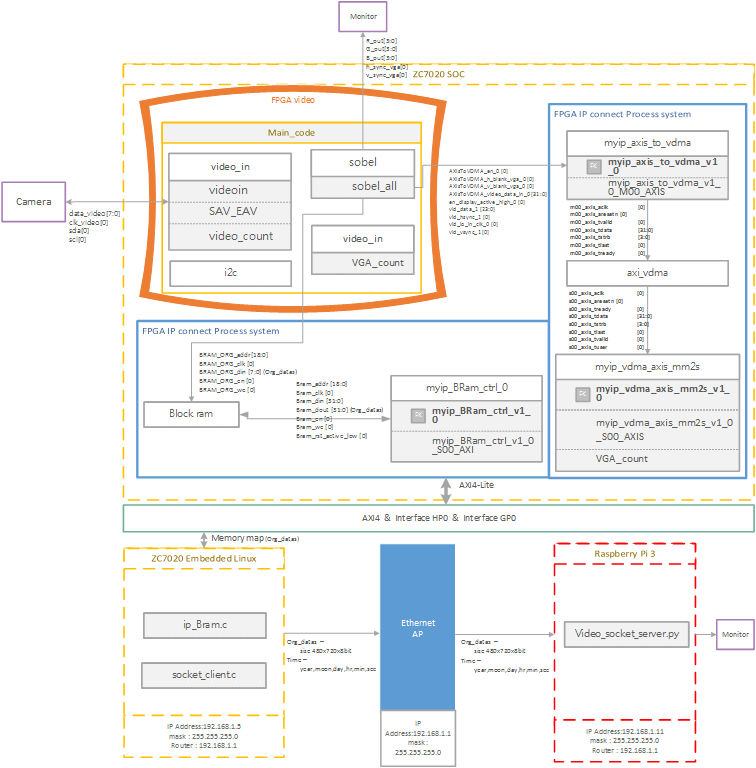 Monitor
R_out[3:0]
G_out[3:0]
B_out[3:0]
h_sync_vga[0]
v_sync_vga[0]
ZC7020 SOC
FPGA video
Main_code
video_in
videoin
SAV_EAV
video_count
i2c
sobel
sobel_all
video_in
VGA_count
Camera
data_video[7:0]
clk_video[0]
sda[0]
scl[0]
AXIsToVDMA_en_0 [0]
AXIsToVDMA_h_blank_vga_0 [0]
AXIsToVDMA_v_blank_vga_0 [0]
AXIsToVDMA_video_data_in_0[31:0]
an_display_active_high_0 [0]
vid_data_1 [23:0]
vid_hsync_1 [0]
vid_io_in_clk_0 [0]
vid_vsync_1 [0]
FPGA IP connect Process system
myip_axis_to_vdma
myip_axis_to_vdma_v1
_0
myip_axis_to_vdma_v1_
0_M00_AXIS
m00_axis_aclk [0]
m00_axis_aresetn [0]
m00_axis_tvalid [0]
m00_axis_tdata [31:0]
m00_axis_tstrb [3:0]
m00_axis_tlast [0]
m00_axis_tready [0]
axi_vdma
s00_axis_aclk [0]
s00_axis_aresetn [0]
s00_axis_tready [0]
s00_axis_tdata [31:0]
s00_axis_tstrb [3:0]
s00_axis_tlast [0]
s00_axis_tvalid [0]
s00_axis_tuser [0]
myip_vdma_axis_mm2s
myip_vdma_axis_mm2s_v1_
0
myip_vdma_axis_mm2s_v1_0
_S00_AXIS
VGA_count
FPGA IP connect Process system
BRAM_ORG_addr [18:0]
BRAM_ORG_clk [0]
BRAM_ORG_din [7:0] (Org_datas)
BRAM_ORG_en [0]
BRAM_ORG_we [0]
Block ram
Bram_addr [18:0]
Bram_clk [0]
Bram_din [31:0]
Bram_dout [31:0] (Org_datas)
Bram_en[0]
Bram_we [0]
Bram_rst_active_low [0]
myip_BRam_ctrl_0
myip_BRam_ctrl_v1_
0
myip_BRam_ctrl_v1_0
_S00_AXI
AXI4-Lite
AXI4 & Interface HP0 & Interface GP0
Memory map (Org_datas)
ZC7020 Embedded Linux
ip_Bram.c
socket_client.c
IP Address:192.168.1.5
mask : 255.255.255.0
Router : 192.168.1.1
Org_datas —
size 480x720x8bit
Time —
year,moon,day,hr,min,sec
Ethernet
AP
IP
Address:192.168.1.1
mask :
255.255.255.0
Org_datas —
size 480x720x8bit
Time —
year,moon,day,hr,min,sec
Raspberry Pi 3
Video_socket_server.py
IP Address:192.168.1.11
mask : 255.255.255.0
Router : 192.168.1.1
Monitor